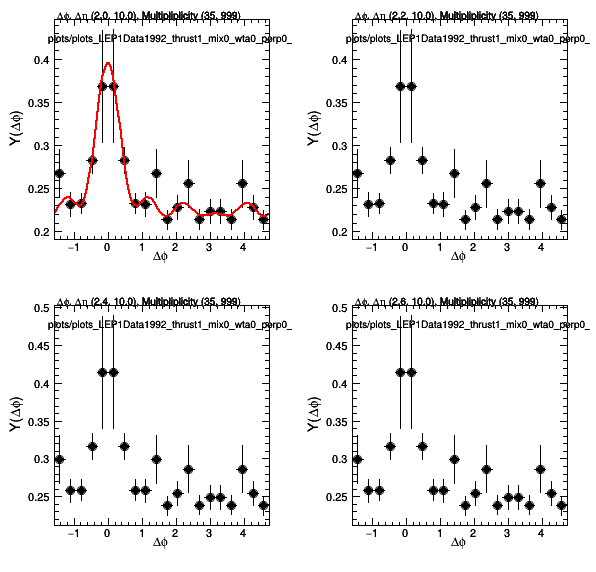 Δφ, Δη (2.0, 10.0), Multipliplicity (35, 999)
plots/plots_LEP1Data1992_thrust1_mix0_wta0_perp0_
Y(Δφ)
0.4
0.35
0.3
0.25
0.2
−1 0 1 2 3 4
Δφ
Δφ, Δη (2.2, 10.0), Multipliplicity (35, 999)
plots/plots_LEP1Data1992_thrust1_mix0_wta0_perp0_
Y(Δφ)
0.4
0.35
0.3
0.25
0.2
−1 0 1 2 3 4
Δφ
Δφ, Δη (2.4, 10.0), Multipliplicity (35, 999)
plots/plots_LEP1Data1992_thrust1_mix0_wta0_perp0_
Y(Δφ)
0.5
0.45
0.4
0.35
0.3
0.25
−1 0 1 2 3 4
Δφ
Δφ, Δη (2.6, 10.0), Multipliplicity (35, 999)
plots/plots_LEP1Data1992_thrust1_mix0_wta0_perp0_
Y(Δφ)
0.5
0.45
0.4
0.35
0.3
0.25
−1 0 1 2 3 4
Δφ